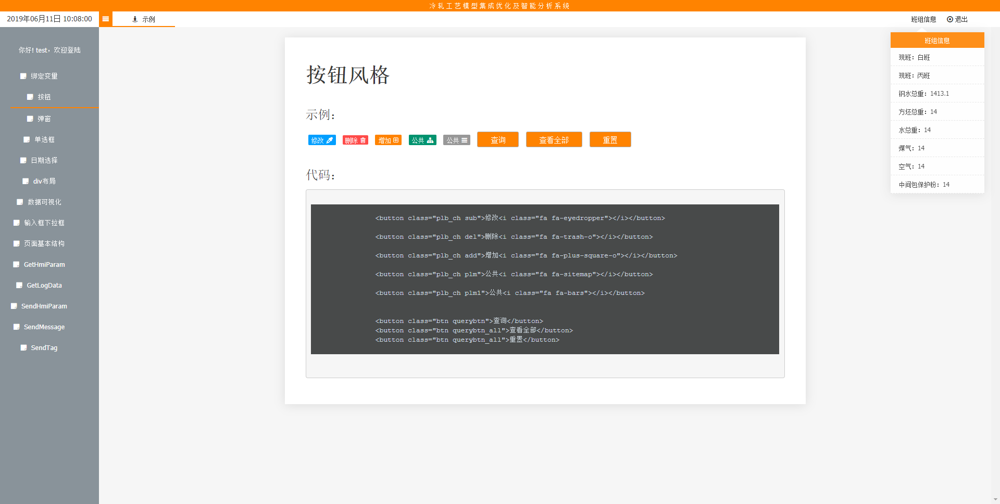 冷轧工艺模型集成优化及智能分析系统
2019年06月11日 10:08:00
示例
班组信息
退出
你好! test，欢迎登陆
绑定变量
按钮
弹窗
单选框
日期选择
div布局
数据可视化
输入框下拉框
页面基本结构
GetHmiParam
GetLogData
SendHmiParam
SendMessage
SendTag
按钮风格
示例：
修改 删除 增加 公共 公共 查询 查看全部 重置
代码：
<button class="plb_ch sub">修改<i class="fa fa-eyedropper"></i></button>
<button class="plb_ch del">删除<i class="fa fa-trash-o"></i></button>
<button class="plb_ch add">增加<i class="fa fa-plus-square-o"></i></button>
<button class="plb_ch plm">公共<i class="fa fa-sitemap"></i></button>
<button class="plb_ch plm1">公共<i class="fa fa-bars"></i></button>
<button class="btn querybtn">查询</button>
<button class="btn querybtn_all">查看全部</button>
<button class="btn querybtn_all">重置</button>
班组信息
现班：白班
现班：丙班
钢水总重：1413.1
方坯总重：14
水总重：14
煤气：14
空气：14
中间包保护粉：14